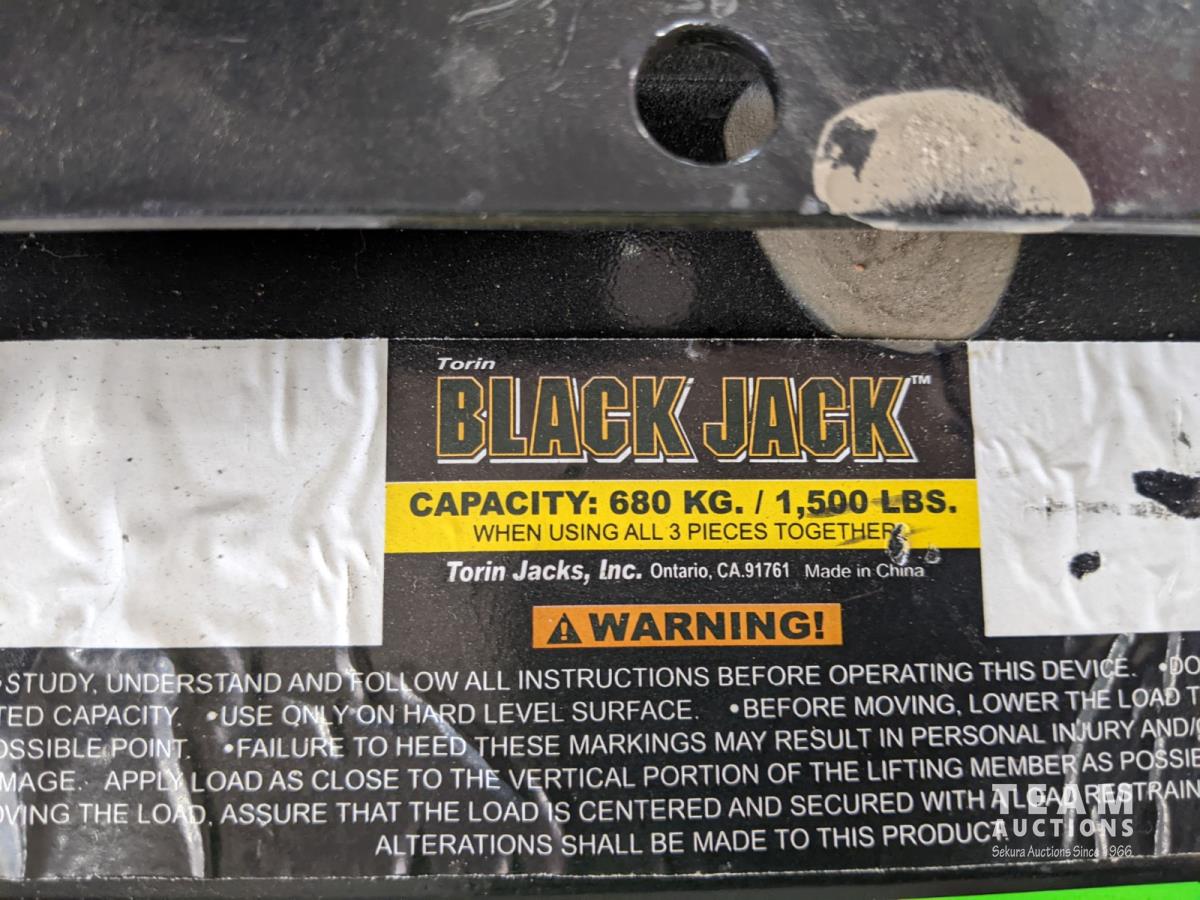 Torin
BLACK JACK™
CAPACITY: 680 KG. / 1,500 LBS.
WHEN USING ALL 3 PIECES TOGETHER
Torin Jacks, Inc. Ontario, CA.91761 Made in China
⚠ WARNING!
•STUDY, UNDERSTAND AND FOLLOW ALL INSTRUCTIONS BEFORE OPERATING THIS DEVICE. •DO
TED CAPACITY. •USE ONLY ON HARD LEVEL SURFACE. •BEFORE MOVING, LOWER THE LOAD T
OSSIBLE POINT. •FAILURE TO HEED THESE MARKINGS MAY RESULT IN PERSONAL INJURY AND/
MAGE. APPLY LOAD AS CLOSE TO THE VERTICAL PORTION OF THE LIFTING MEMBER AS POSSIB
OVING THE LOAD, ASSURE THAT THE LOAD IS CENTERED AND SECURED WITH A LOAD RESTRAIN
ALTERATIONS SHALL BE MADE TO THIS PRODUCT.
TEAM
AUCTIONS
Sekura Auctions Since 1966